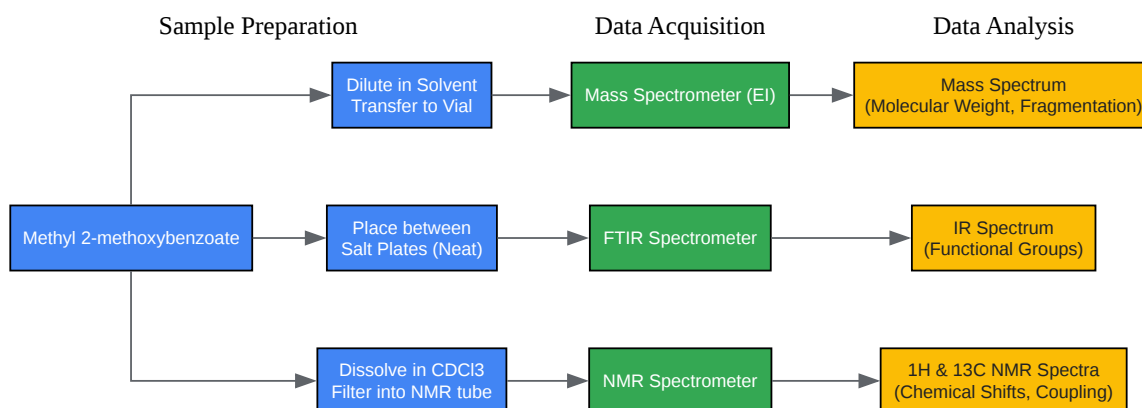 Sample Preparation
Data Acquisition
Data Analysis
Dilute in Solvent
Transfer to Vial
Mass Spectrometer (EI)
Mass Spectrum
(Molecular Weight, Fragmentation)
Methyl 2-methoxybenzoate
Place between
Salt Plates (Neat)
FTIR Spectrometer
IR Spectrum
(Functional Groups)
Dissolve in CDCl3
Filter into NMR tube
NMR Spectrometer
1H & 13C NMR Spectra
(Chemical Shifts, Coupling)